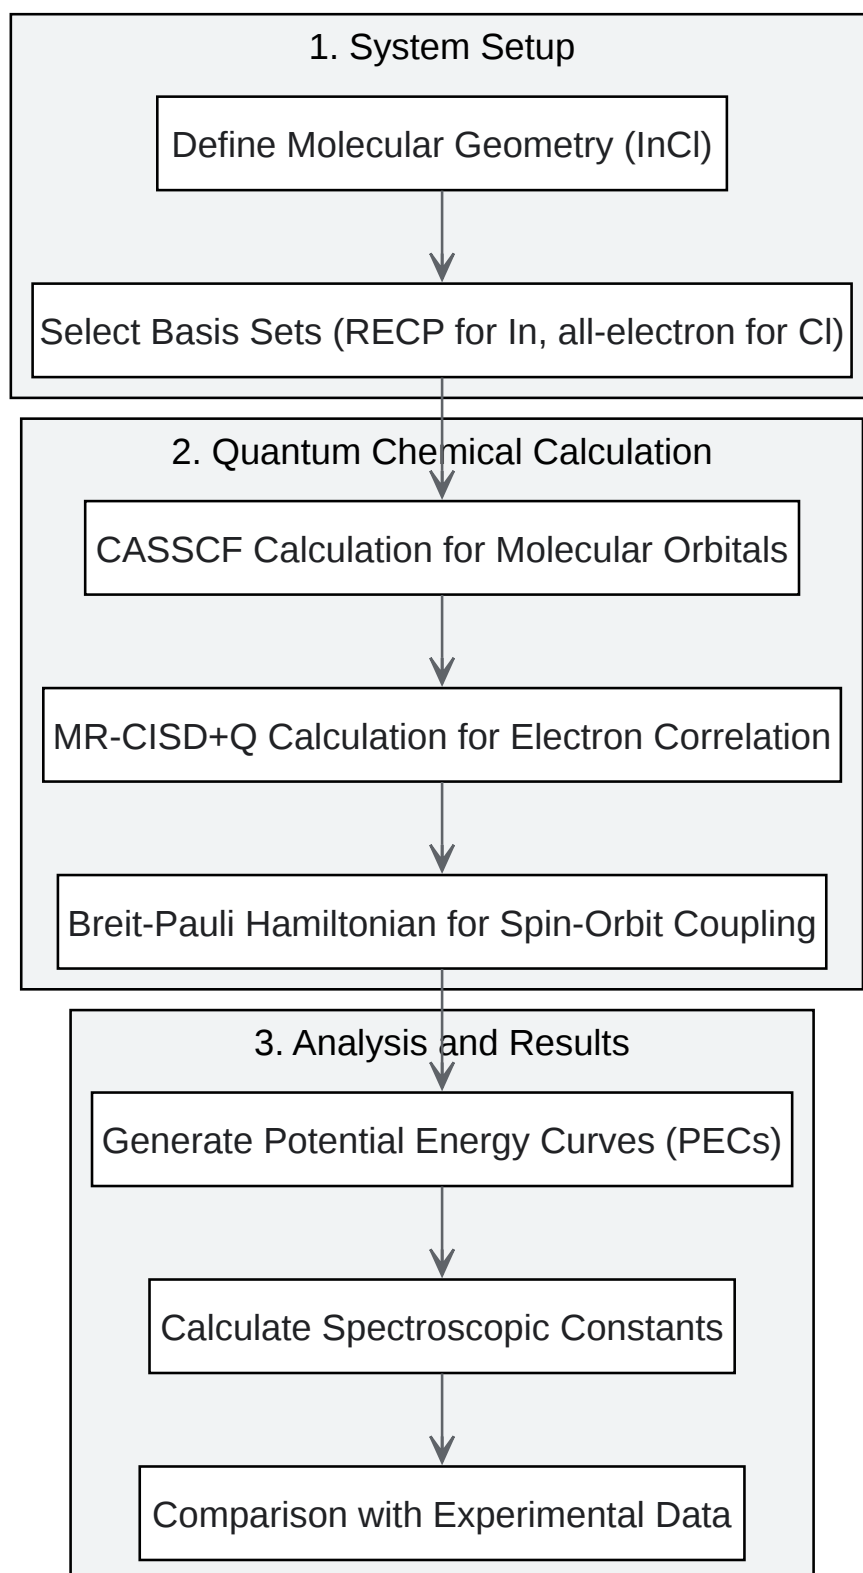 1. System Setup
Define Molecular Geometry (InCl)
Select Basis Sets (RECP for In, all-electron for Cl)
2. Quantum Chemical Calculation
CASSCF Calculation for Molecular Orbitals
MR-CISD+Q Calculation for Electron Correlation
Breit-Pauli Hamiltonian for Spin-Orbit Coupling
3. Analysis and Results
Generate Potential Energy Curves (PECs)
Calculate Spectroscopic Constants
Comparison with Experimental Data